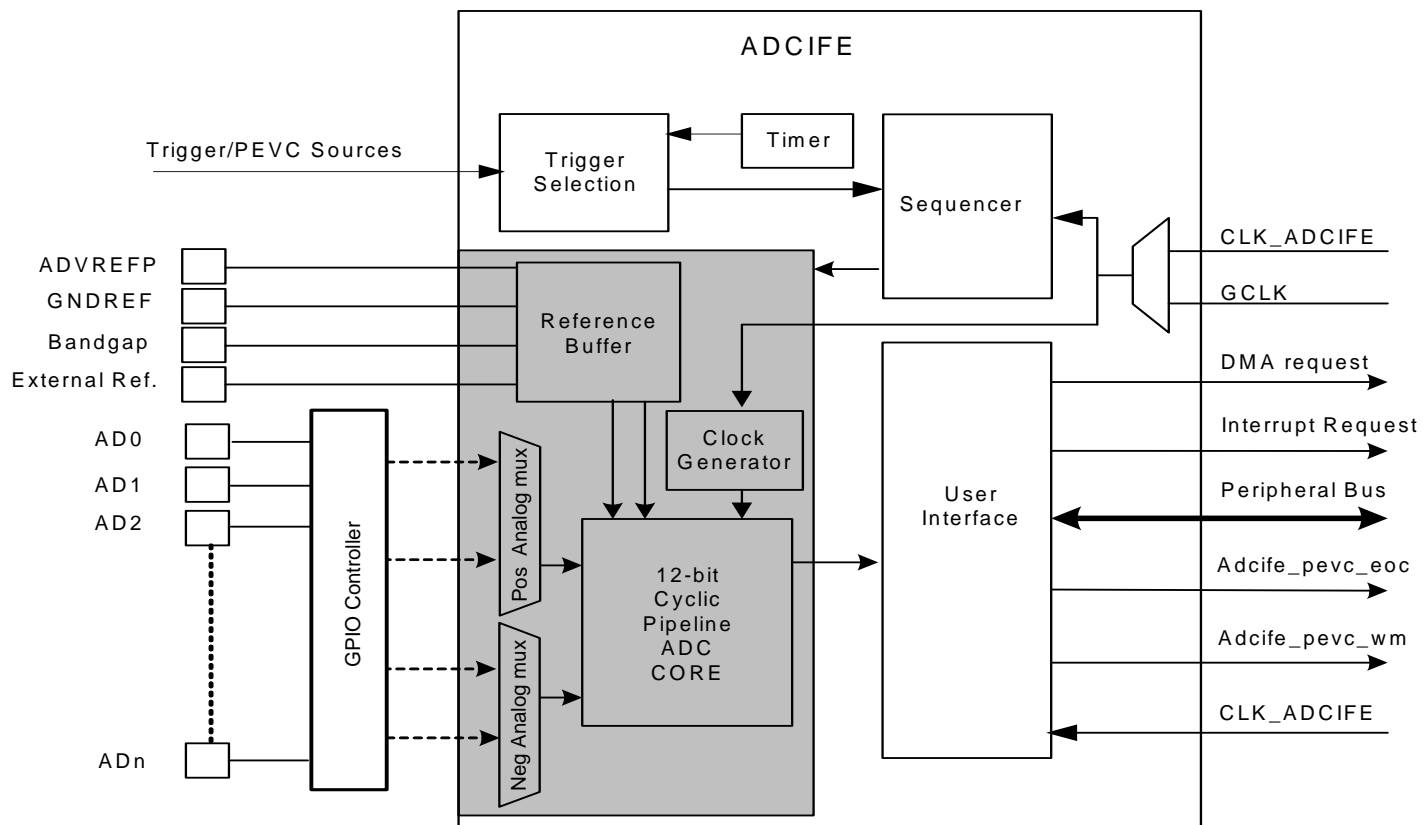 ADCIFE
Trigger/PEVC Sources
Trigger
Selection
Timer
Sequencer
CLK_ADCIFE
GCLK
ADVREFP
GNDREF
Bandgap
External Ref.
Reference
Buffer
DMA request
Interrupt Request
Peripheral Bus
Adcife_pevc_eoc
Adcife_pevc_wm
CLK_ADCIFE
AD0
AD1
AD2
ADn
GPIO Controller
Pos Analog mux
Neg Analog mux
Clock
Generator
12-bit
Cyclic
Pipeline
ADC
CORE
User
Interface